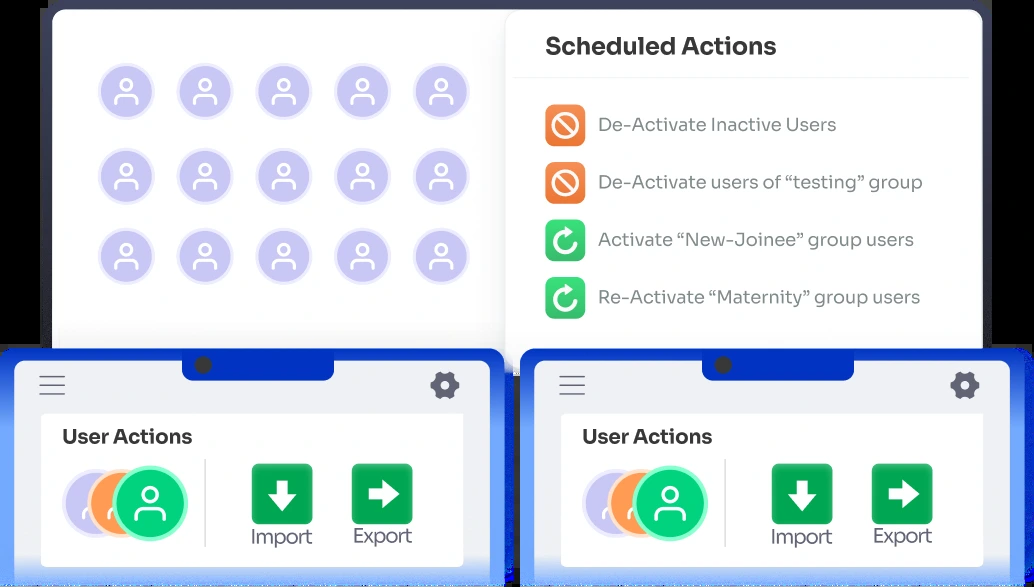 Scheduled Actions
De-Activate Inactive Users
De-Activate users of “testing” group
Activate “New-Joinee” group users
Re-Activate “Maternity” group users
User Actions
Import
Export
User Actions
Import
Export